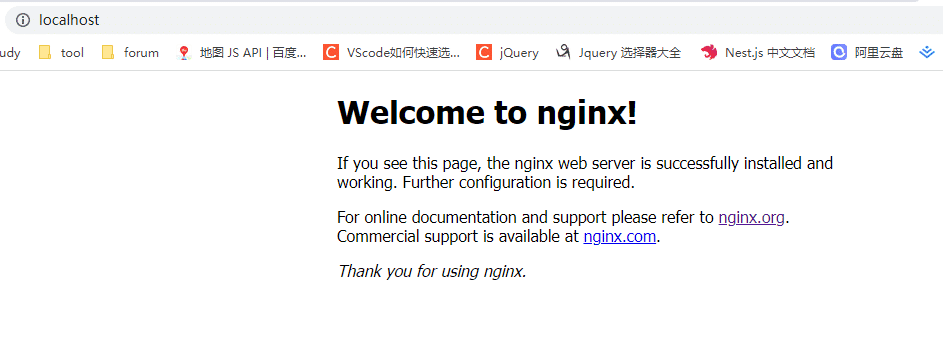 localhost
udy tool forum 地图 JS API | 百度... VScode如何快速选... jQuery Jquery 选择器大全 Nest.js 中文文档 阿里云盘
Welcome to nginx!
If you see this page, the nginx web server is successfully installed and
working. Further configuration is required.
For online documentation and support please refer to nginx.org.
Commercial support is available at nginx.com.
Thank you for using nginx.